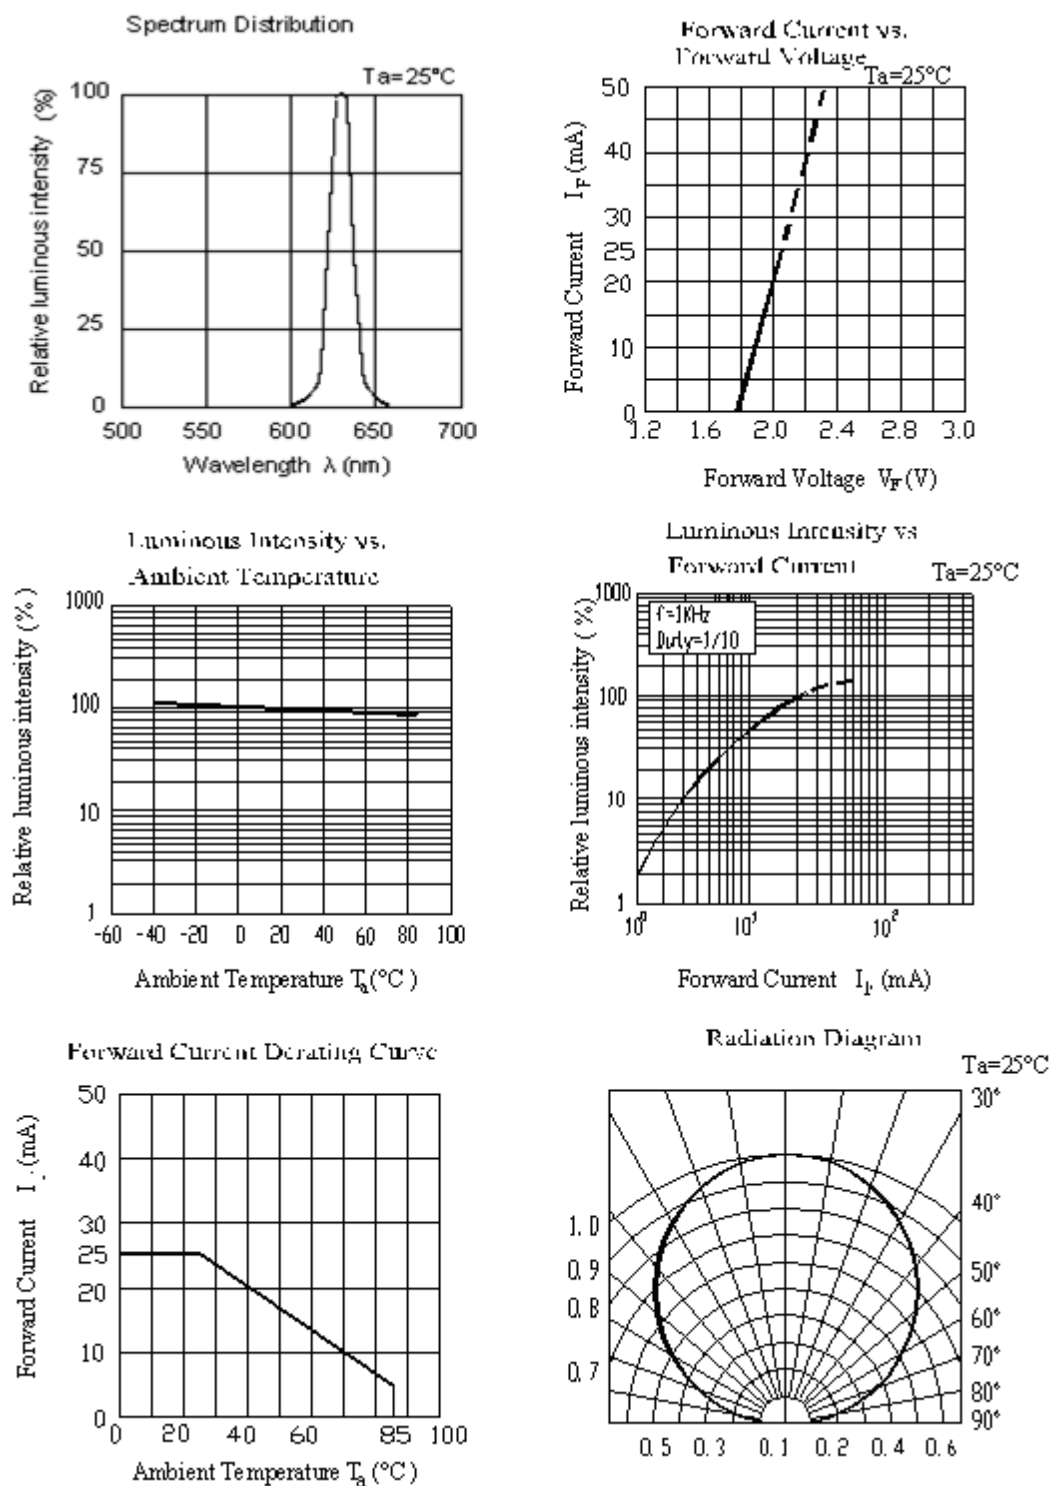 Spectrum Distribution
Ta=25°C
Relative luminous intensity (%)
100
75
50
25
0
500 550 600 650 700
Wavelength λ (nm)
Forward Current vs.
Forward Voltage
Ta=25°C
Forward Current I_F (mA)
50
40
30
25
20
10
0
1.2 1.6 2.0 2.4 2.8 3.0
Forward Voltage V_F (V)
Luminous Intensity vs.
Ambient Temperature
Relative luminous intensity (%)
1000
100
10
1
-60 -40 -20 0 20 40 60 80 100
Ambient Temperature T_a (°C)
Luminous Intensity vs
Forward Current
Ta=25°C
f=1KHz
Duty=1/10
Relative luminous intensity (%)
1000
100
10
1
10⁰ 10¹ 10²
Forward Current I_F (mA)
Forward Current Derating Curve
Forward Current I (mA)
50
40
30
25
20
10
0
0 20 40 60 85 100
Ambient Temperature T_a (°C)
Radiation Diagram
Ta=25°C
30°
40°
50°
60°
70°
80°
90°
1.0
0.9
0.8
0.7
0.5 0.3 0.1 0.2 0.4 0.6